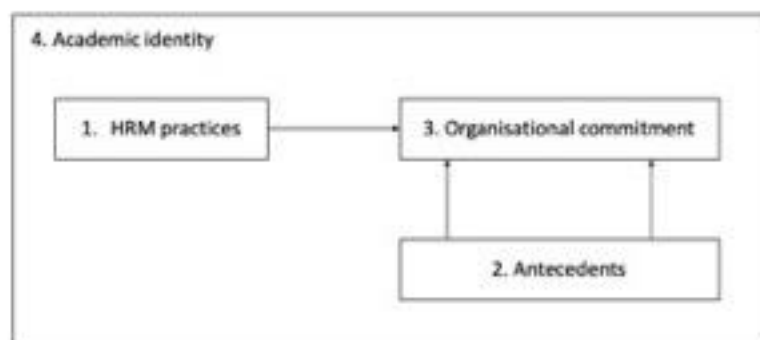 4. Academic identity
1. HRM practices
3. Organisational commitment
2. Antecedents